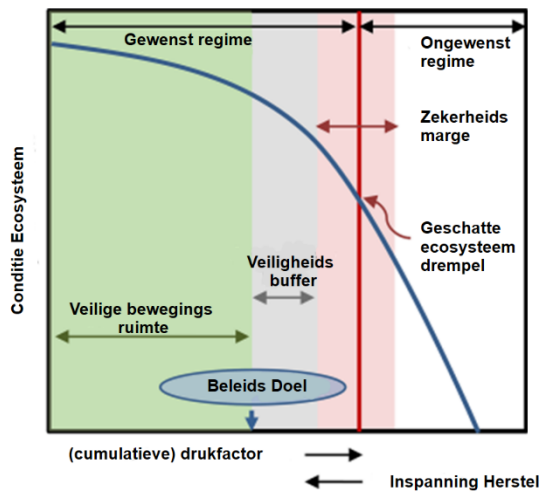 Gewenst regime
Ongewenst
regime
Zekerheids
marge
Conditie Ecosysteem
Geschatte
ecosysteem
drempel
Veiligheids
buffer
Veilige bewegings
ruimte
Beleids Doel
(cumulatieve) drukfactor
Inspanning Herstel